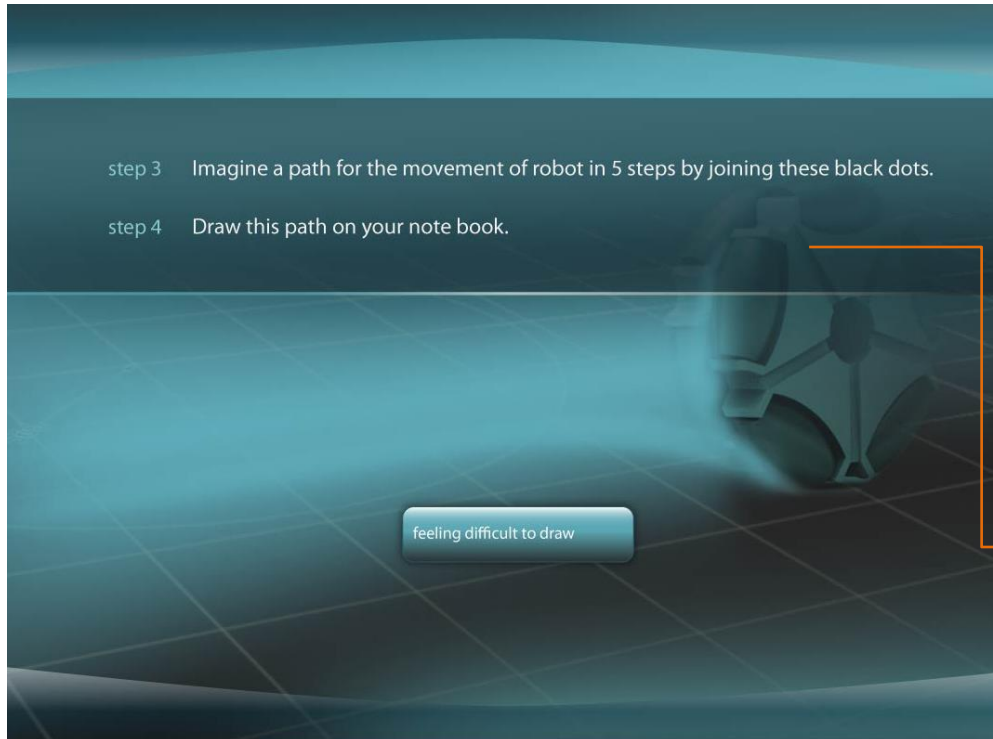 step 3 Imagine a path for the movement of robot in 5 steps by joining these black dots.
step 4 Draw this path on your note book.
feeling difficult to draw